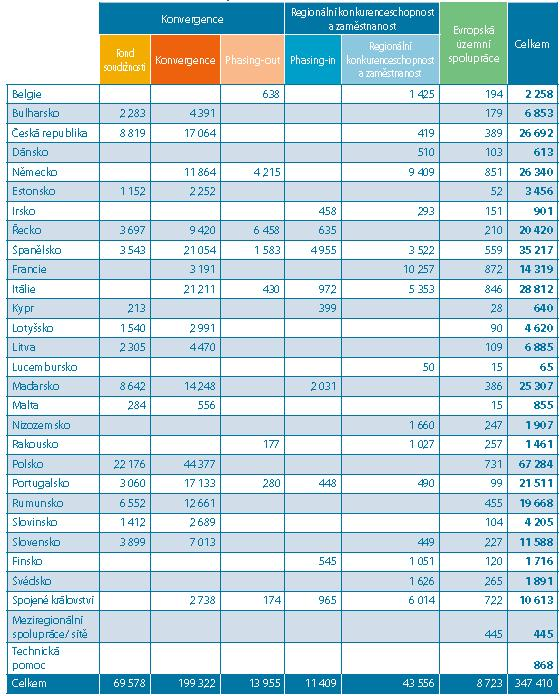 Konvergence Regionální konkurenceschopnost a zaměstnanost Evropská územní spolupráce Celkem
Fond soudržnosti Konvergence Phasing-out Phasing-in Regionální konkurenceschopnost a zaměstnanost
Belgie 638 1 425 194 2 258
Bulharsko 2 283 4 391 179 6 853
Česká republika 8 819 17 064 419 389 26 692
Dánsko 510 103 613
Německo 11 864 4 215 9 409 851 26 340
Estonsko 1 152 2 252 52 3 456
Irsko 458 293 151 901
Řecko 3 697 9 420 6 458 635 210 20 420
Španělsko 3 543 21 054 1 583 4 955 3 522 559 35 217
Francie 3 191 10 257 872 14 319
Itálie 21 211 430 972 5 353 846 28 812
Kypr 213 399 28 640
Lotyšsko 1 540 2 991 90 4 620
Litva 2 305 4 470 109 6 885
Lucembursko 50 15 65
Maďarsko 8 642 14 248 2 031 386 25 307
Malta 284 556 15 855
Nizozemsko 1 660 247 1 907
Rakousko 177 1 027 257 1 461
Polsko 22 176 44 377 731 67 284
Portugalsko 3 060 17 133 280 448 490 99 21 511
Rumunsko 6 552 12 661 455 19 668
Slovinsko 1 412 2 689 104 4 205
Slovensko 3 899 7 013 449 227 11 588
Finsko 545 1 051 120 1 716
Švédsko 1 626 265 1 891
Spojené království 2 738 174 965 6 014 722 10 613
Meziregionální
spolupráce/ sítě 445 445
Technická
pomoc 868
Celkem 69 578 199 322 13 955 11 409 43 556 8 723 347 410